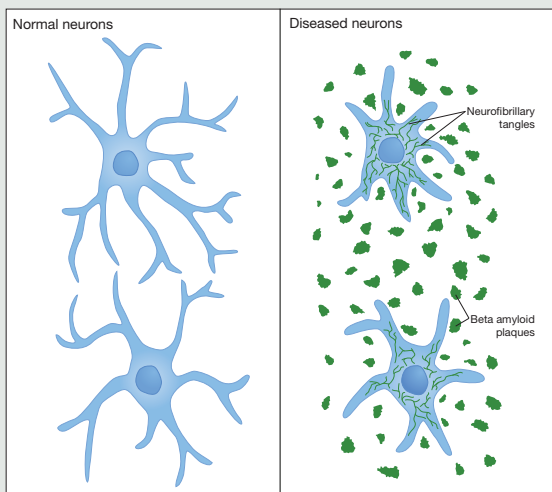 Normal neurons
Diseased neurons
Neurofibrillary
tangles
Beta amyloid
plaques